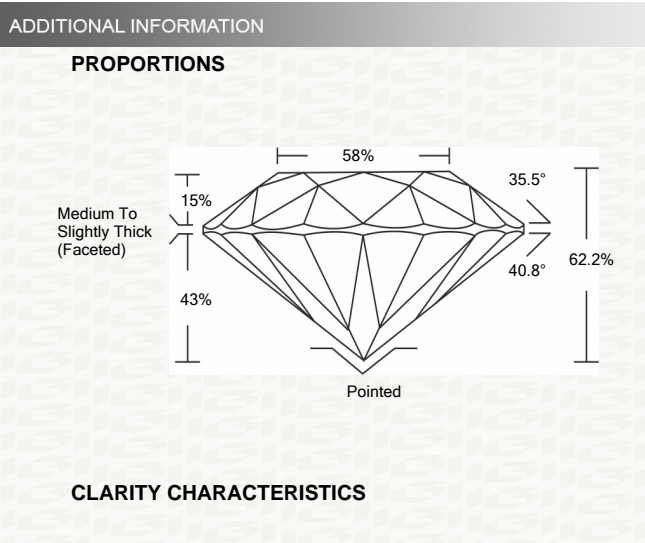 ADDITIONAL INFORMATION
PROPORTIONS
58%
15%
35.5°
Medium To
Slightly Thick
(Faceted)
62.2%
40.8°
43%
Pointed
CLARITY CHARACTERISTICS